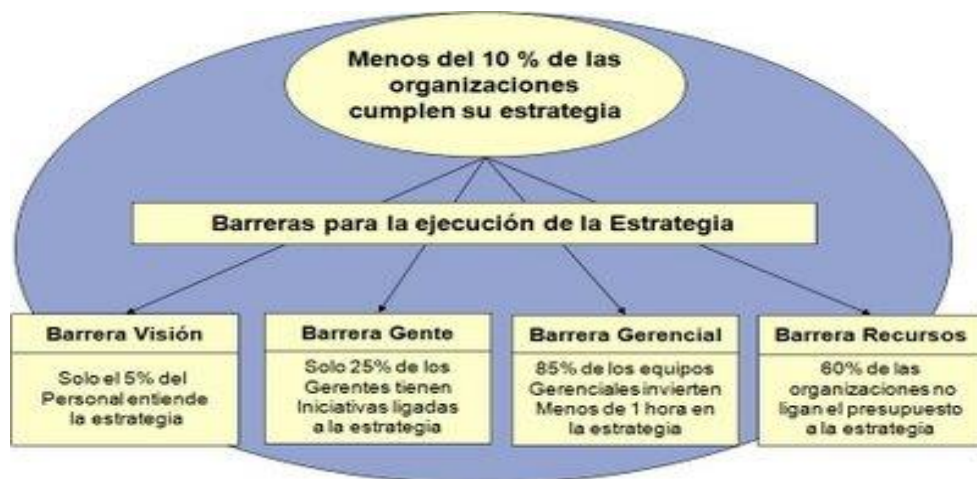 Menos del 10 % de las
organizaciones
cumplen su estrategia
Barreras para la ejecución de la Estrategia
Barrera Visión
Solo el 5% del
Personal entiende
la estrategia
Barrera Gente
Solo 25% de los
Gerentes tienen
Iniciativas ligadas
a la estrategia
Barrera Gerencial
85% de los equipos
Gerenciales invierten
Menos de 1 hora en
la estrategia
Barrera Recursos
60% de las
organizaciones no
ligan el presupuesto
a la estrategia